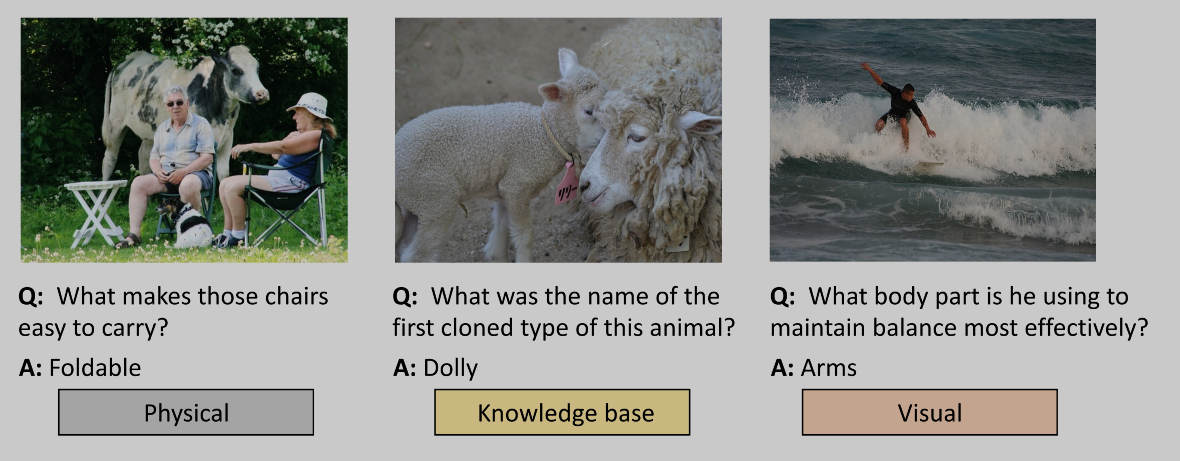 Q: What makes those chairs
easy to carry?
A: Foldable
Physical
Q: What was the name of the
first cloned type of this animal?
A: Dolly
Knowledge base
Q: What body part is he using to
maintain balance most effectively?
A: Arms
Visual